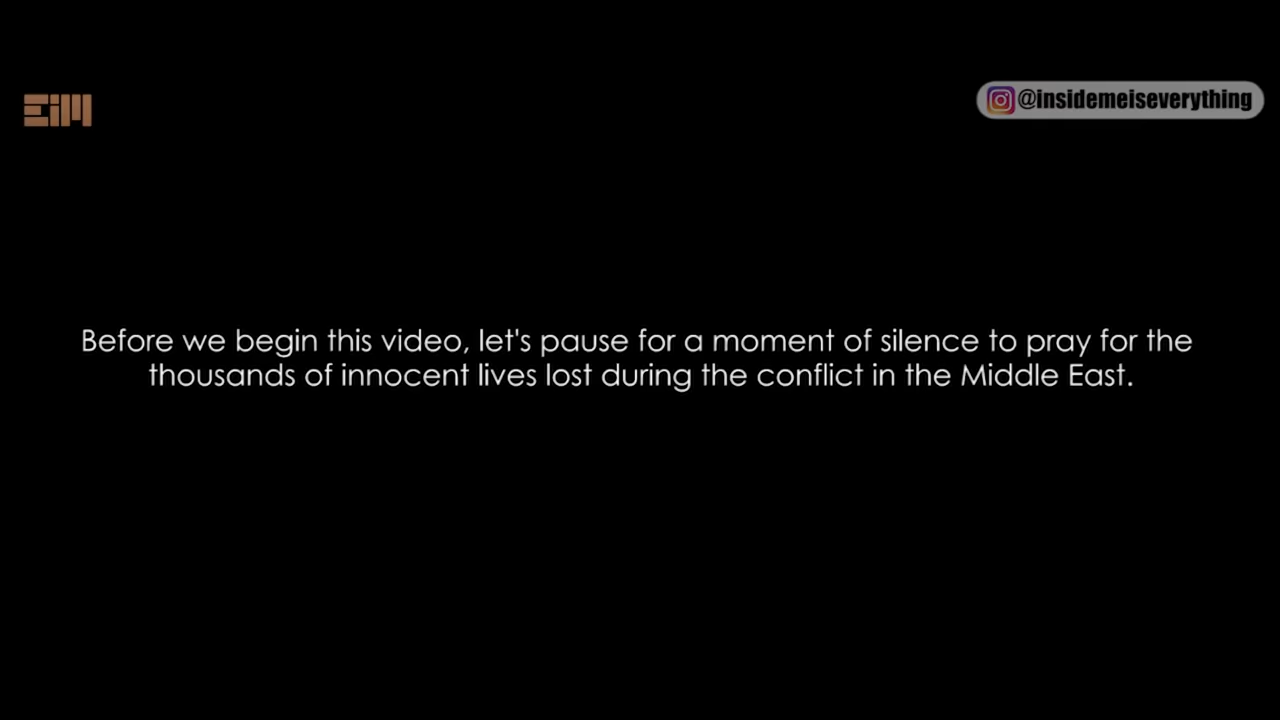 EiM
@insidemeiseverything
Before we begin this video, let's pause for a moment of silence to pray for the
thousands of innocent lives lost during the conflict in the Middle East.